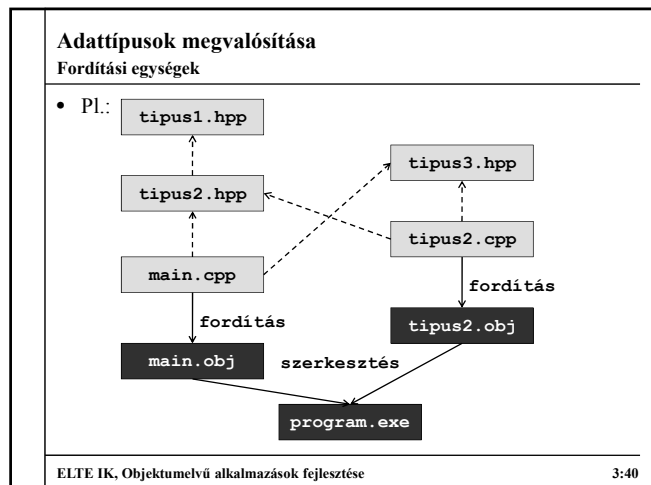 Adattípusok megvalósítása
Fordítási egységek
• Pl.:
tipus1.hpp
tipus3.hpp
tipus2.hpp
tipus2.cpp
main.cpp
fordítás
fordítás
tipus2.obj
main.obj
szerkesztés
program.exe
ELTE IK, Objektumelvű alkalmazások fejlesztése 3:40